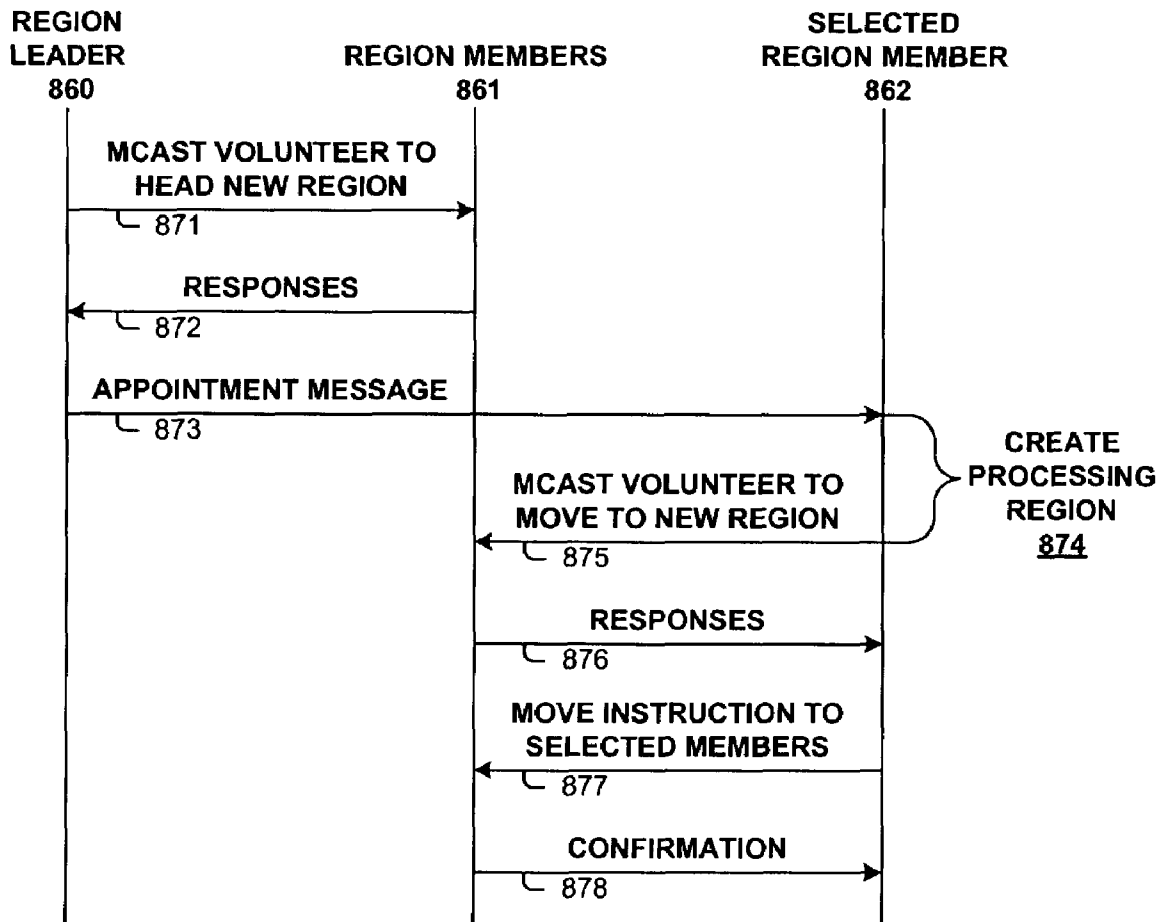 REGION
LEADER
860
REGION MEMBERS
861
SELECTED
REGION MEMBER
862
MCAST VOLUNTEER TO
HEAD NEW REGION
871
RESPONSES
872
APPOINTMENT MESSAGE
873
CREATE
PROCESSING
REGION
874
MCAST VOLUNTEER TO
MOVE TO NEW REGION
875
RESPONSES
876
MOVE INSTRUCTION TO
SELECTED MEMBERS
877
CONFIRMATION
878